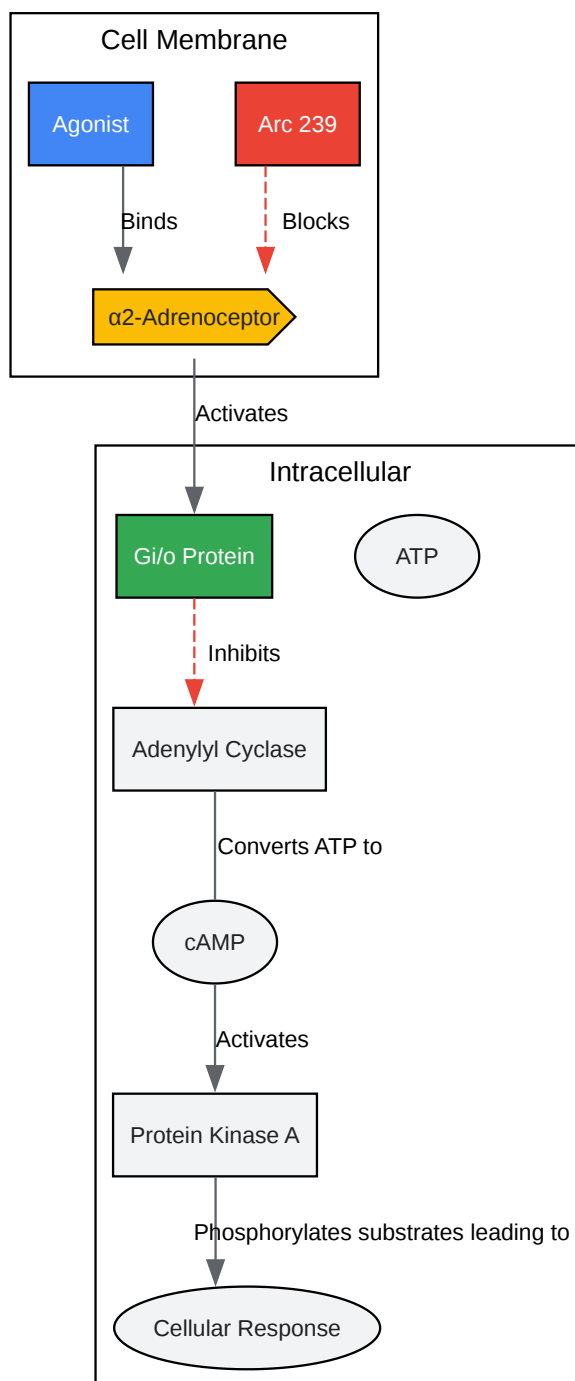 Cell Membrane
Agonist
Arc 239
Binds
Blocks
α2-Adrenoceptor
Activates
Intracellular
Gi/o Protein
ATP
Inhibits
Adenylyl Cyclase
Converts ATP to
cAMP
Activates
Protein Kinase A
Phosphorylates substrates leading to
Cellular Response